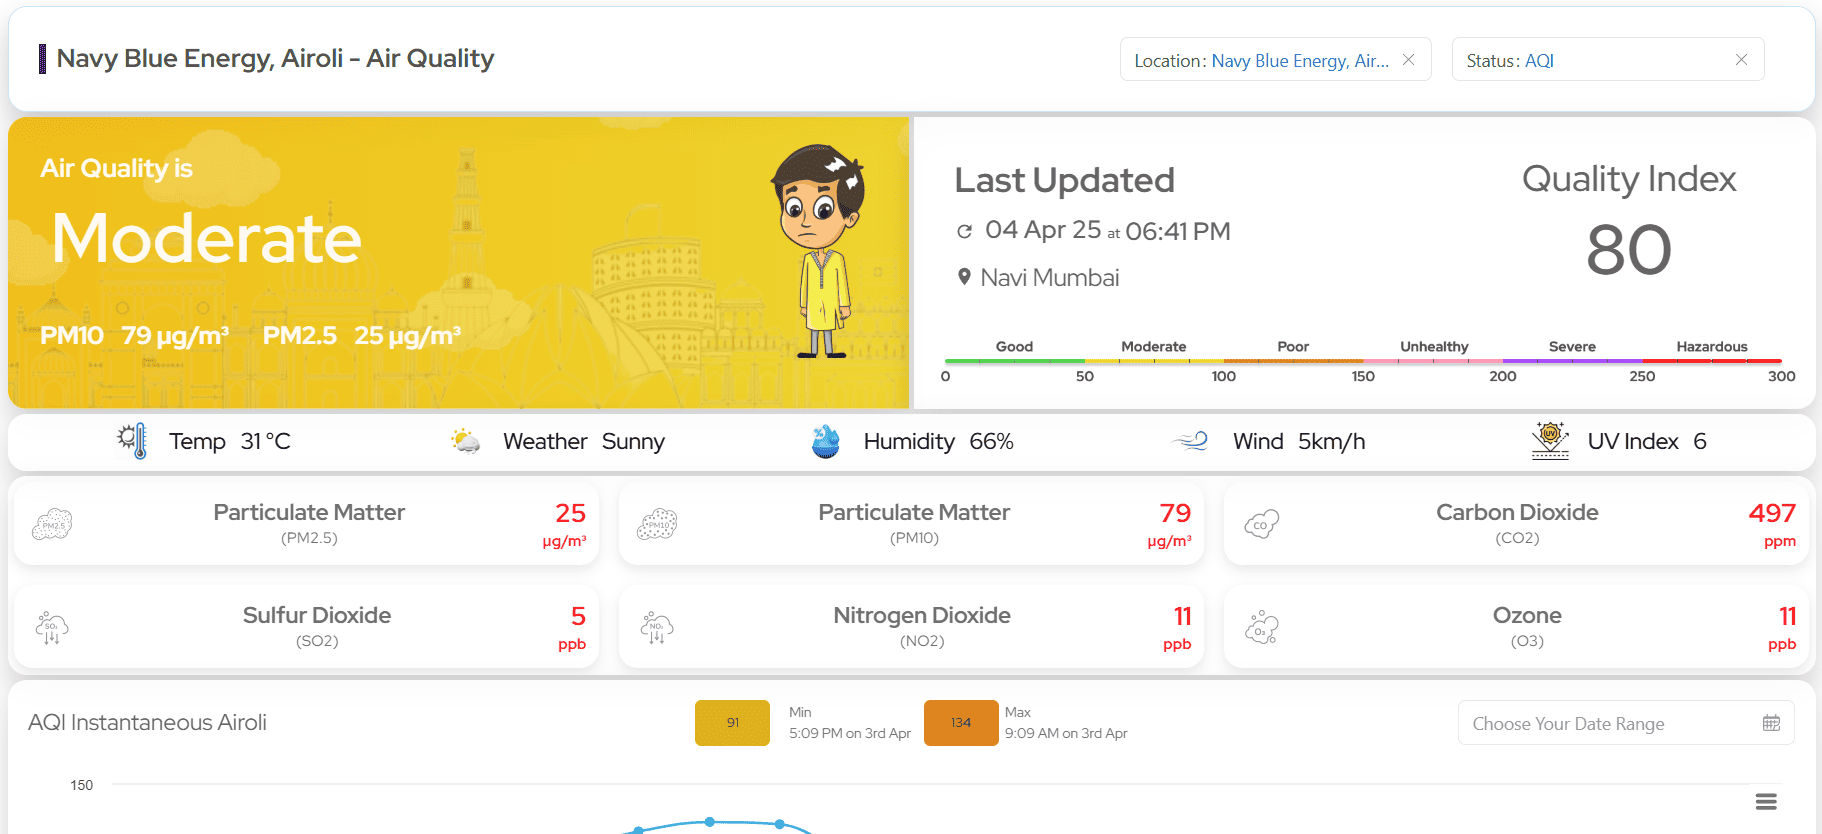 Navy Blue Energy, Airoli - Air Quality
Location: Navy Blue Energy, Air...
Status: AQI
Air Quality is
Moderate
PM10 79 µg/m³ PM2.5 25 µg/m³
Last Updated
04 Apr 25 at 06:41 PM
Navi Mumbai
Quality Index
80
Good Moderate Poor Unhealthy Severe Hazardous
0 50 100 150 200 250 300
Temp 31 °C
Weather Sunny
Humidity 66%
Wind 5km/h
UV
UV Index 6
PM2.5
Particulate Matter
(PM2.5)
25
µg/m³
PM10
Particulate Matter
(PM10)
79
µg/m³
CO
Carbon Dioxide
(CO2)
497
ppm
SO₂
Sulfur Dioxide
(SO2)
5
ppb
NO₂
Nitrogen Dioxide
(NO2)
11
ppb
O₃
Ozone
(O3)
11
ppb
AQI Instantaneous Airoli
91
Min
5:09 PM on 3rd Apr
134
Max
9:09 AM on 3rd Apr
Choose Your Date Range
150